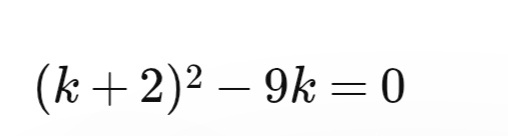 (k + 2)² − 9k = 0